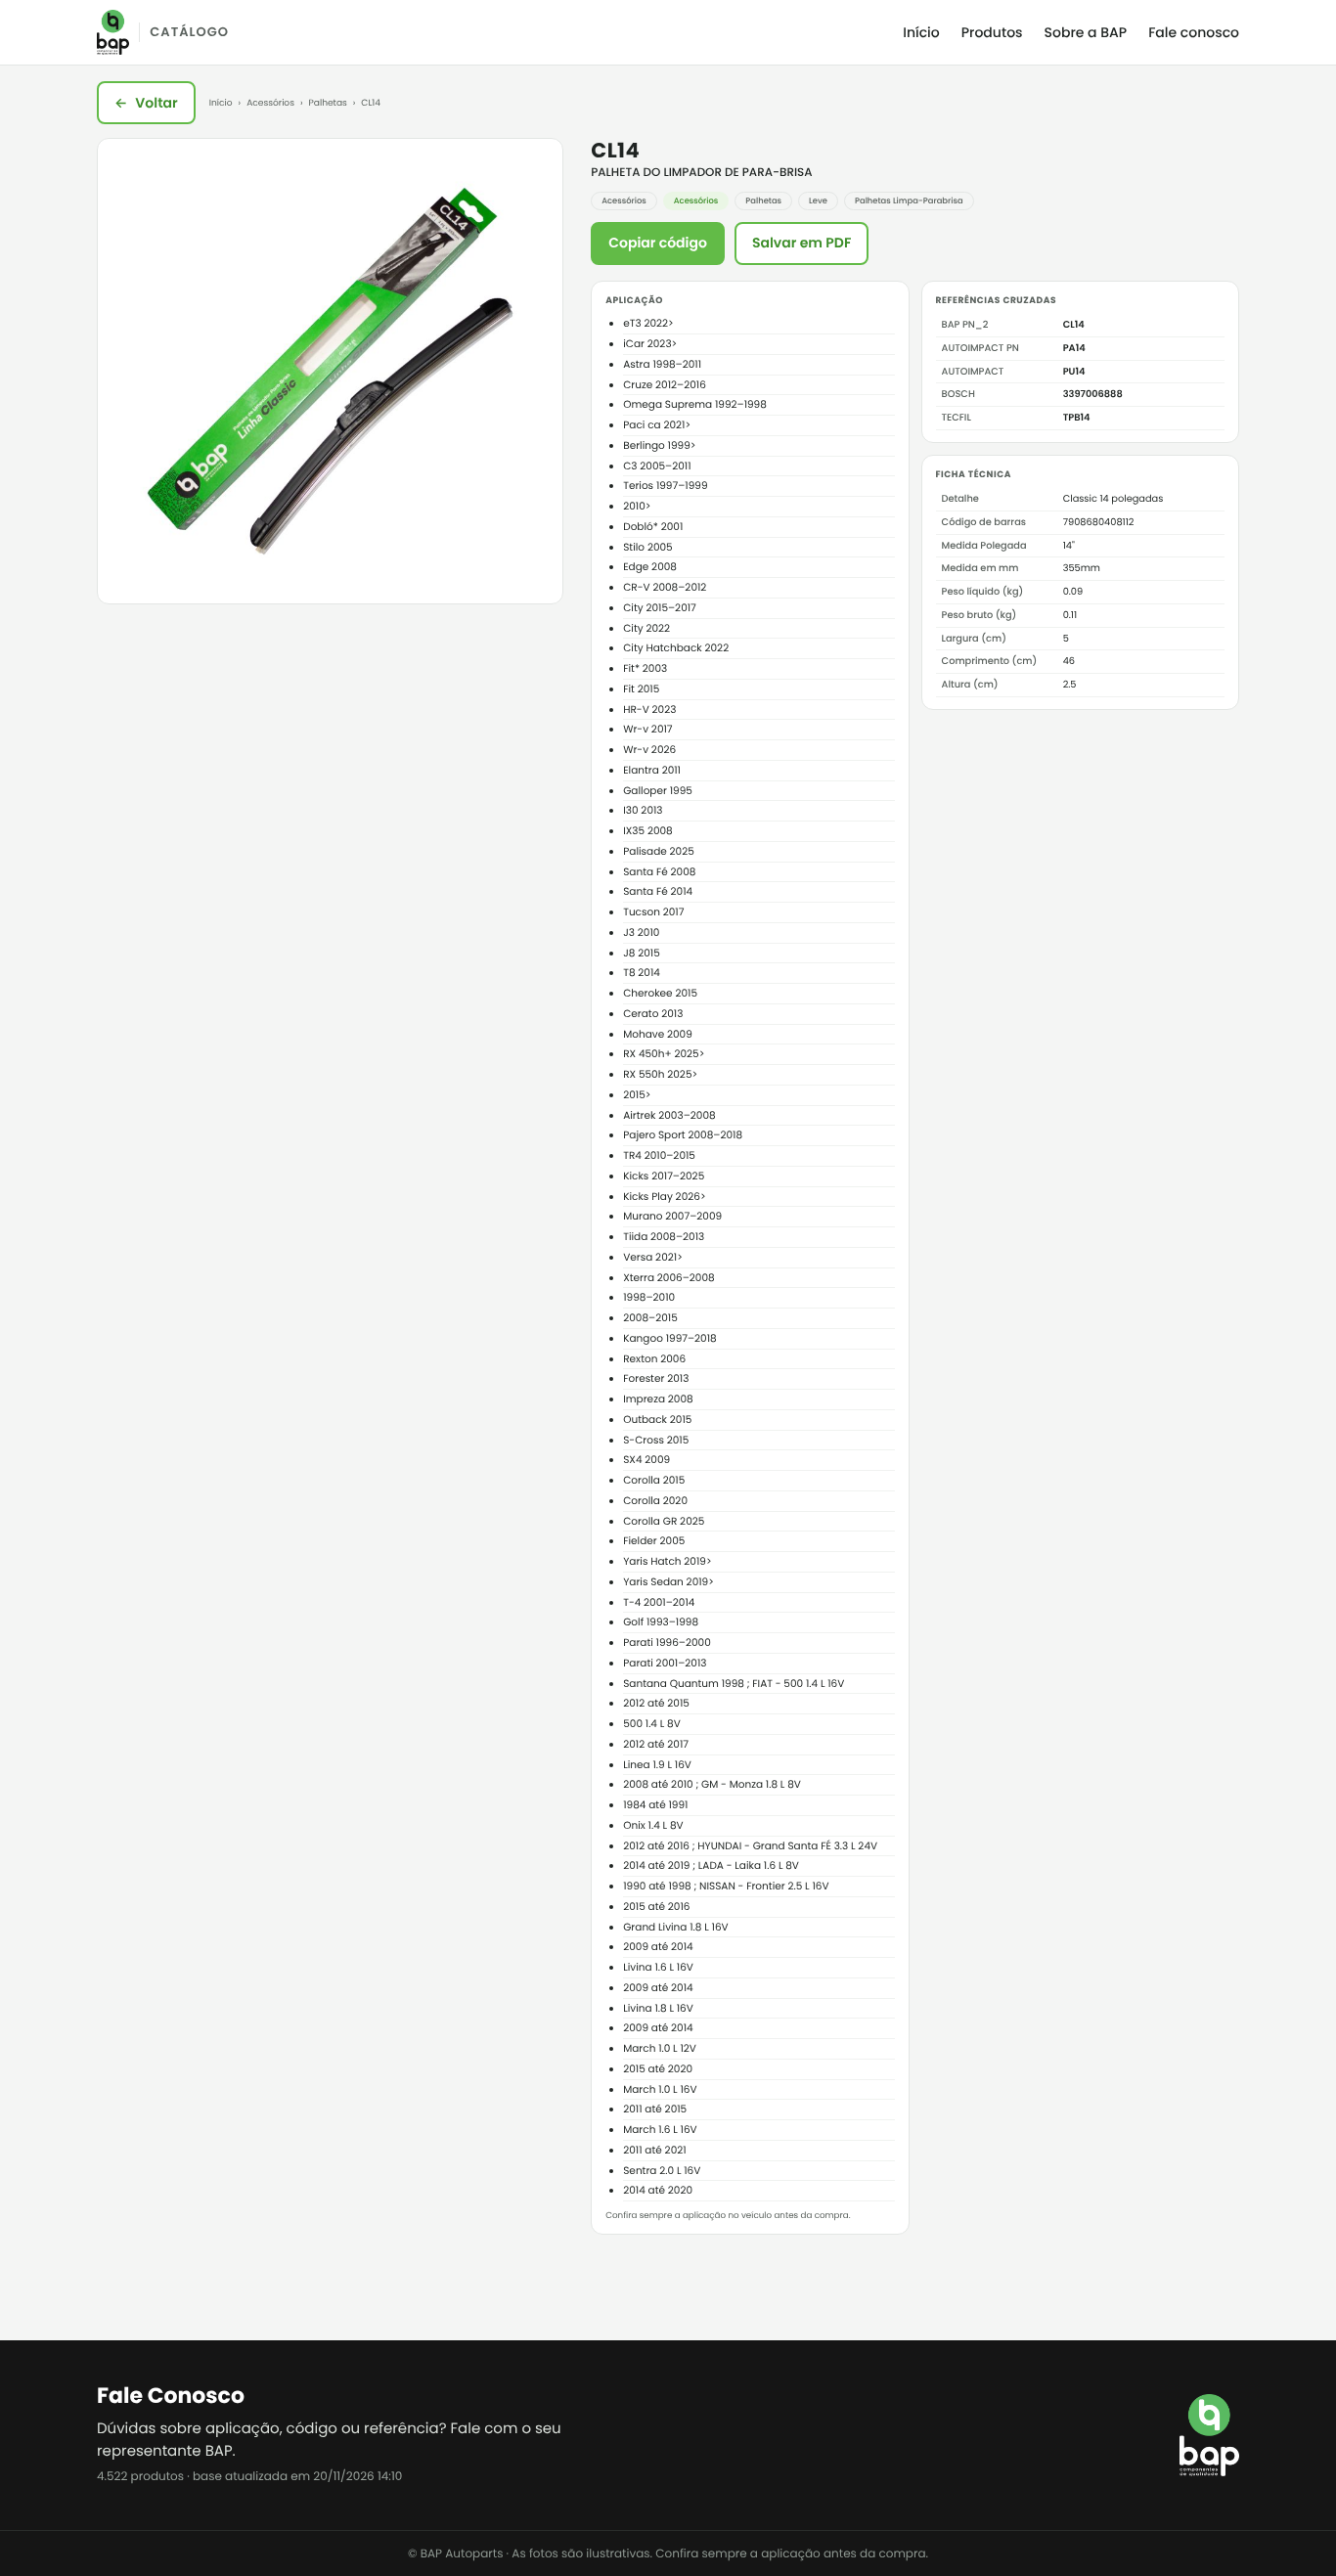 bap
CATÁLOGO
Início
Produtos
Sobre a BAP
Fale conosco
← Voltar
Início › Acessórios › Palhetas › CL14
CL14
Linha Classic
bap
CL14
PALHETA DO LIMPADOR DE PARA-BRISA
Acessórios
Acessórios
Palhetas
Leve
Palhetas Limpa-Parabrisa
Copiar código
Salvar em PDF
APLICAÇÃO
eT3 2022>
iCar 2023>
Astra 1998–2011
Cruze 2012–2016
Omega Suprema 1992–1998
Paci ca 2021>
Berlingo 1999>
C3 2005–2011
Terios 1997–1999
2010>
Dobló* 2001
Stilo 2005
Edge 2008
CR-V 2008–2012
City 2015–2017
City 2022
City Hatchback 2022
Fit* 2003
Fit 2015
HR-V 2023
Wr-v 2017
Wr-v 2026
Elantra 2011
Galloper 1995
I30 2013
IX35 2008
Palisade 2025
Santa Fé 2008
Santa Fé 2014
Tucson 2017
J3 2010
J8 2015
T8 2014
Cherokee 2015
Cerato 2013
Mohave 2009
RX 450h+ 2025>
RX 550h 2025>
2015>
Airtrek 2003–2008
Pajero Sport 2008–2018
TR4 2010–2015
Kicks 2017–2025
Kicks Play 2026>
Murano 2007–2009
Tiida 2008–2013
Versa 2021>
Xterra 2006–2008
1998–2010
2008–2015
Kangoo 1997–2018
Rexton 2006
Forester 2013
Impreza 2008
Outback 2015
S-Cross 2015
SX4 2009
Corolla 2015
Corolla 2020
Corolla GR 2025
Fielder 2005
Yaris Hatch 2019>
Yaris Sedan 2019>
T-4 2001–2014
Golf 1993–1998
Parati 1996–2000
Parati 2001–2013
Santana Quantum 1998 ; FIAT - 500 1.4 L 16V
2012 até 2015
500 1.4 L 8V
2012 até 2017
Linea 1.9 L 16V
2008 até 2010 ; GM - Monza 1.8 L 8V
1984 até 1991
Onix 1.4 L 8V
2012 até 2016 ; HYUNDAI - Grand Santa FÉ 3.3 L 24V
2014 até 2019 ; LADA - Laika 1.6 L 8V
1990 até 1998 ; NISSAN - Frontier 2.5 L 16V
2015 até 2016
Grand Livina 1.8 L 16V
2009 até 2014
Livina 1.6 L 16V
2009 até 2014
Livina 1.8 L 16V
2009 até 2014
March 1.0 L 12V
2015 até 2020
March 1.0 L 16V
2011 até 2015
March 1.6 L 16V
2011 até 2021
Sentra 2.0 L 16V
2014 até 2020
Confira sempre a aplicação no veículo antes da compra.
REFERÊNCIAS CRUZADAS
BAP PN_2 CL14
AUTOIMPACT PN PA14
AUTOIMPACT PU14
BOSCH 3397006888
TECFIL TPB14
FICHA TÉCNICA
Detalhe Classic 14 polegadas
Código de barras 7908680408112
Medida Polegada 14"
Medida em mm 355mm
Peso líquido (kg) 0.09
Peso bruto (kg) 0.11
Largura (cm) 5
Comprimento (cm) 46
Altura (cm) 2.5
Fale Conosco
Dúvidas sobre aplicação, código ou referência? Fale com o seu
representante BAP.
4.522 produtos · base atualizada em 20/11/2026 14:10
bap
componentes
de qualidade
© BAP Autoparts · As fotos são ilustrativas. Confira sempre a aplicação antes da compra.